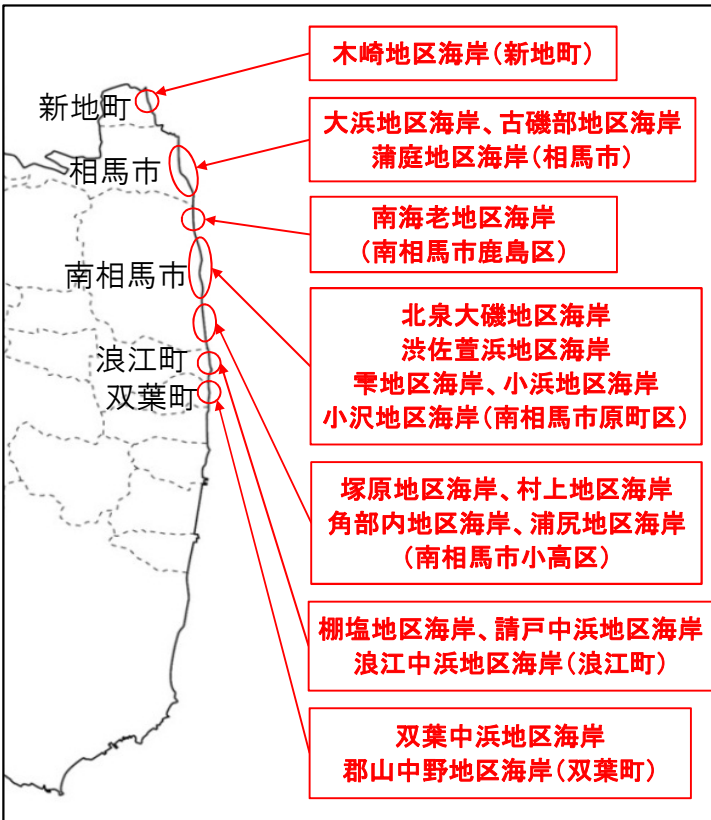 木崎地区海岸(新地町)
新地町
大浜地区海岸、古磯部地区海岸
蒲庭地区海岸(相馬市)
相馬市
南海老地区海岸
(南相馬市鹿島区)
南相馬市
北泉大磯地区海岸
渋佐萱浜地区海岸
雫地区海岸、小浜地区海岸
小沢地区海岸(南相馬市原町区)
浪江町
双葉町
塚原地区海岸、村上地区海岸
角部内地区海岸、浦尻地区海岸
(南相馬市小高区)
棚塩地区海岸、請戸中浜地区海岸
浪江中浜地区海岸(浪江町)
双葉中浜地区海岸
郡山中野地区海岸(双葉町)